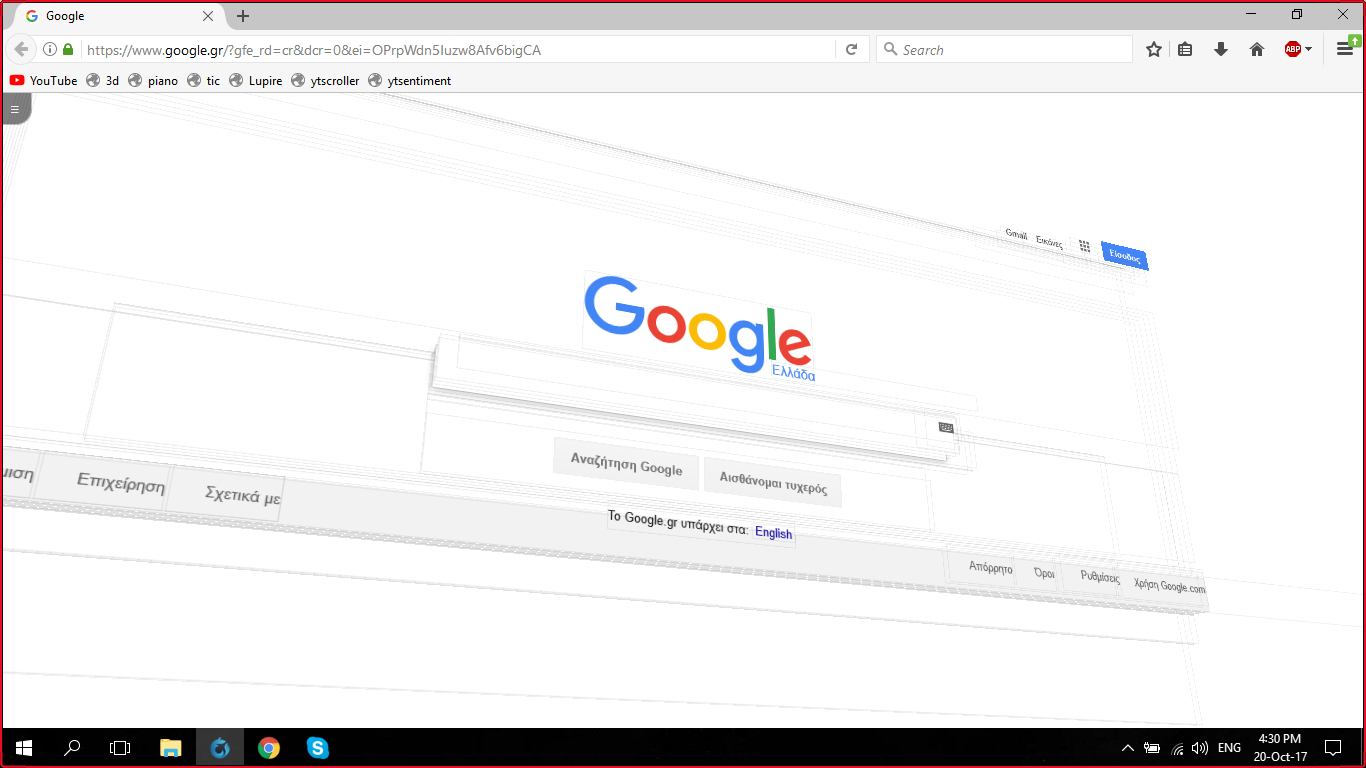 Google
https://www.google.gr/?gfe_rd=cr&dcr=0&ei=OPrpWdn5Iuzw8Afv6bigCA
Search
ABP
YouTube 3d piano tic Lupire ytscroller ytsentiment
Gmail Εικόνες Είσοδος
Google
Ελλάδα
Αναζήτηση Google Αισθάνομαι τυχερός
Το Google.gr υπάρχει στα: English
μιση Επιχείρηση Σχετικά με
Απόρρητο Όροι Ρυθμίσεις Χρήση Google.com
ENG
4:30 PM
20-Oct-17